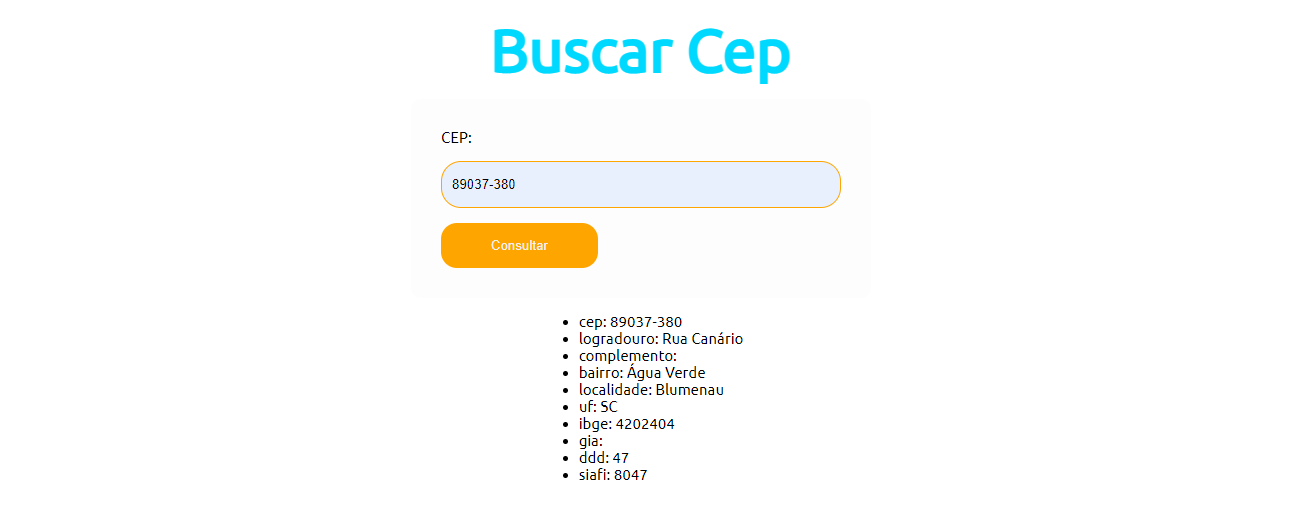 Buscar Cep
CEP:
89037-380
Consultar
cep: 89037-380
logradouro: Rua Canário
complemento:
bairro: Água Verde
localidade: Blumenau
uf: SC
ibge: 4202404
gia:
ddd: 47
siafi: 8047